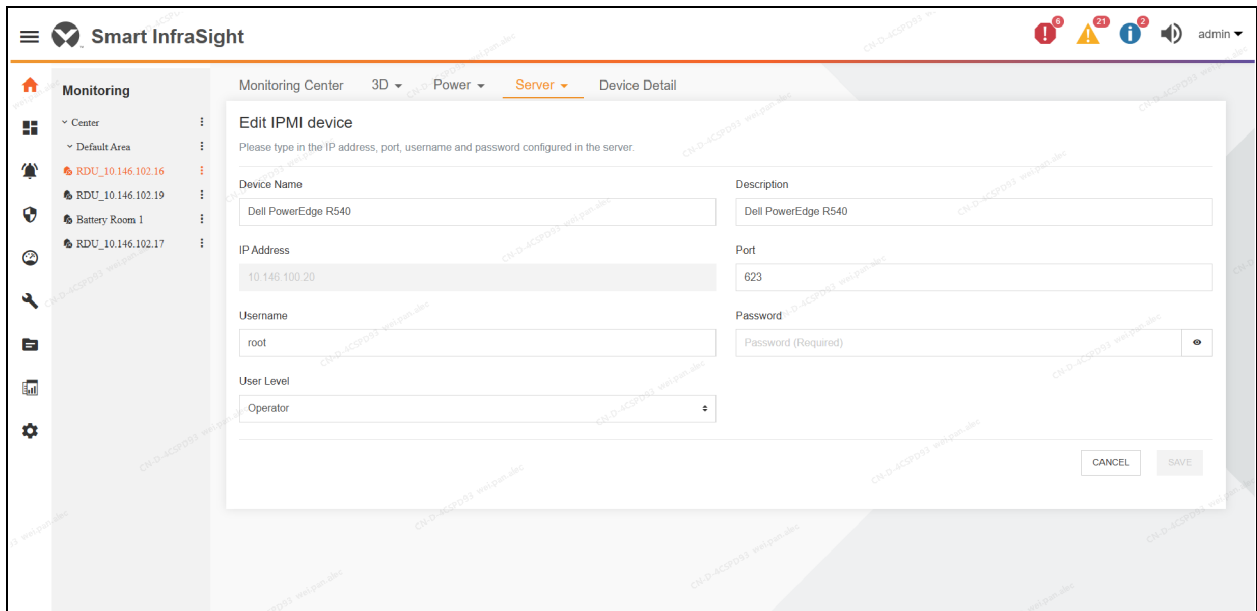 Smart InfraSight
6
21
2
admin
Monitoring
Center
Default Area
RDU_10.146.102.16
RDU_10.146.102.19
Battery Room 1
RDU_10.146.102.17
Monitoring Center 3D Power Server Device Detail
Edit IPMI device
Please type in the IP address, port, username and password configured in the server.
Device Name Description
Dell PowerEdge R540 Dell PowerEdge R540
IP Address Port
10.146.100.20 623
Username Password
root Password (Required)
User Level
Operator
CANCEL SAVE